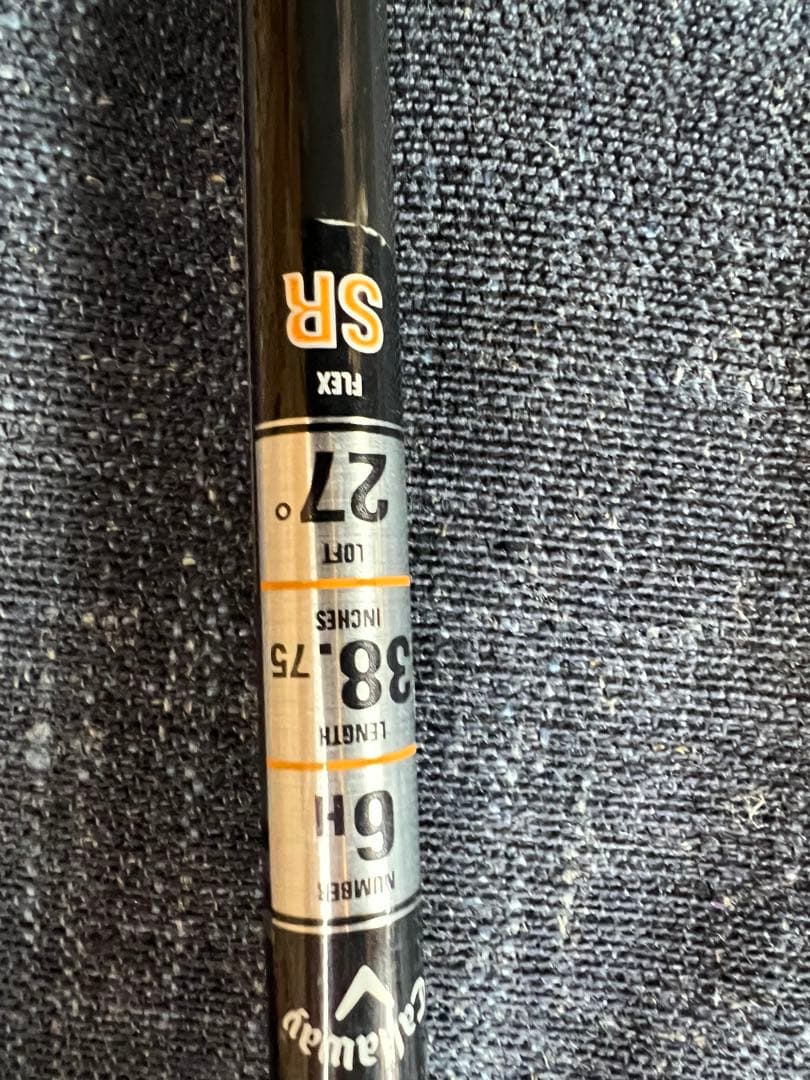 Callaway
NUMBER
6H
LENGTH
38.75
INCHES
LOFT
27°
FLEX
SR